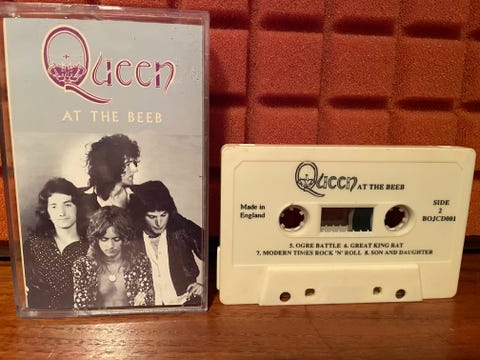 Queen
AT THE BEEB
Queen AT THE BEEB
Made in
England
SIDE
2
BOJCD001
5. OGRE BATTLE 6. GREAT KING RAT
7. MODERN TIMES ROCK 'N' ROLL & SON AND DAUGHTER